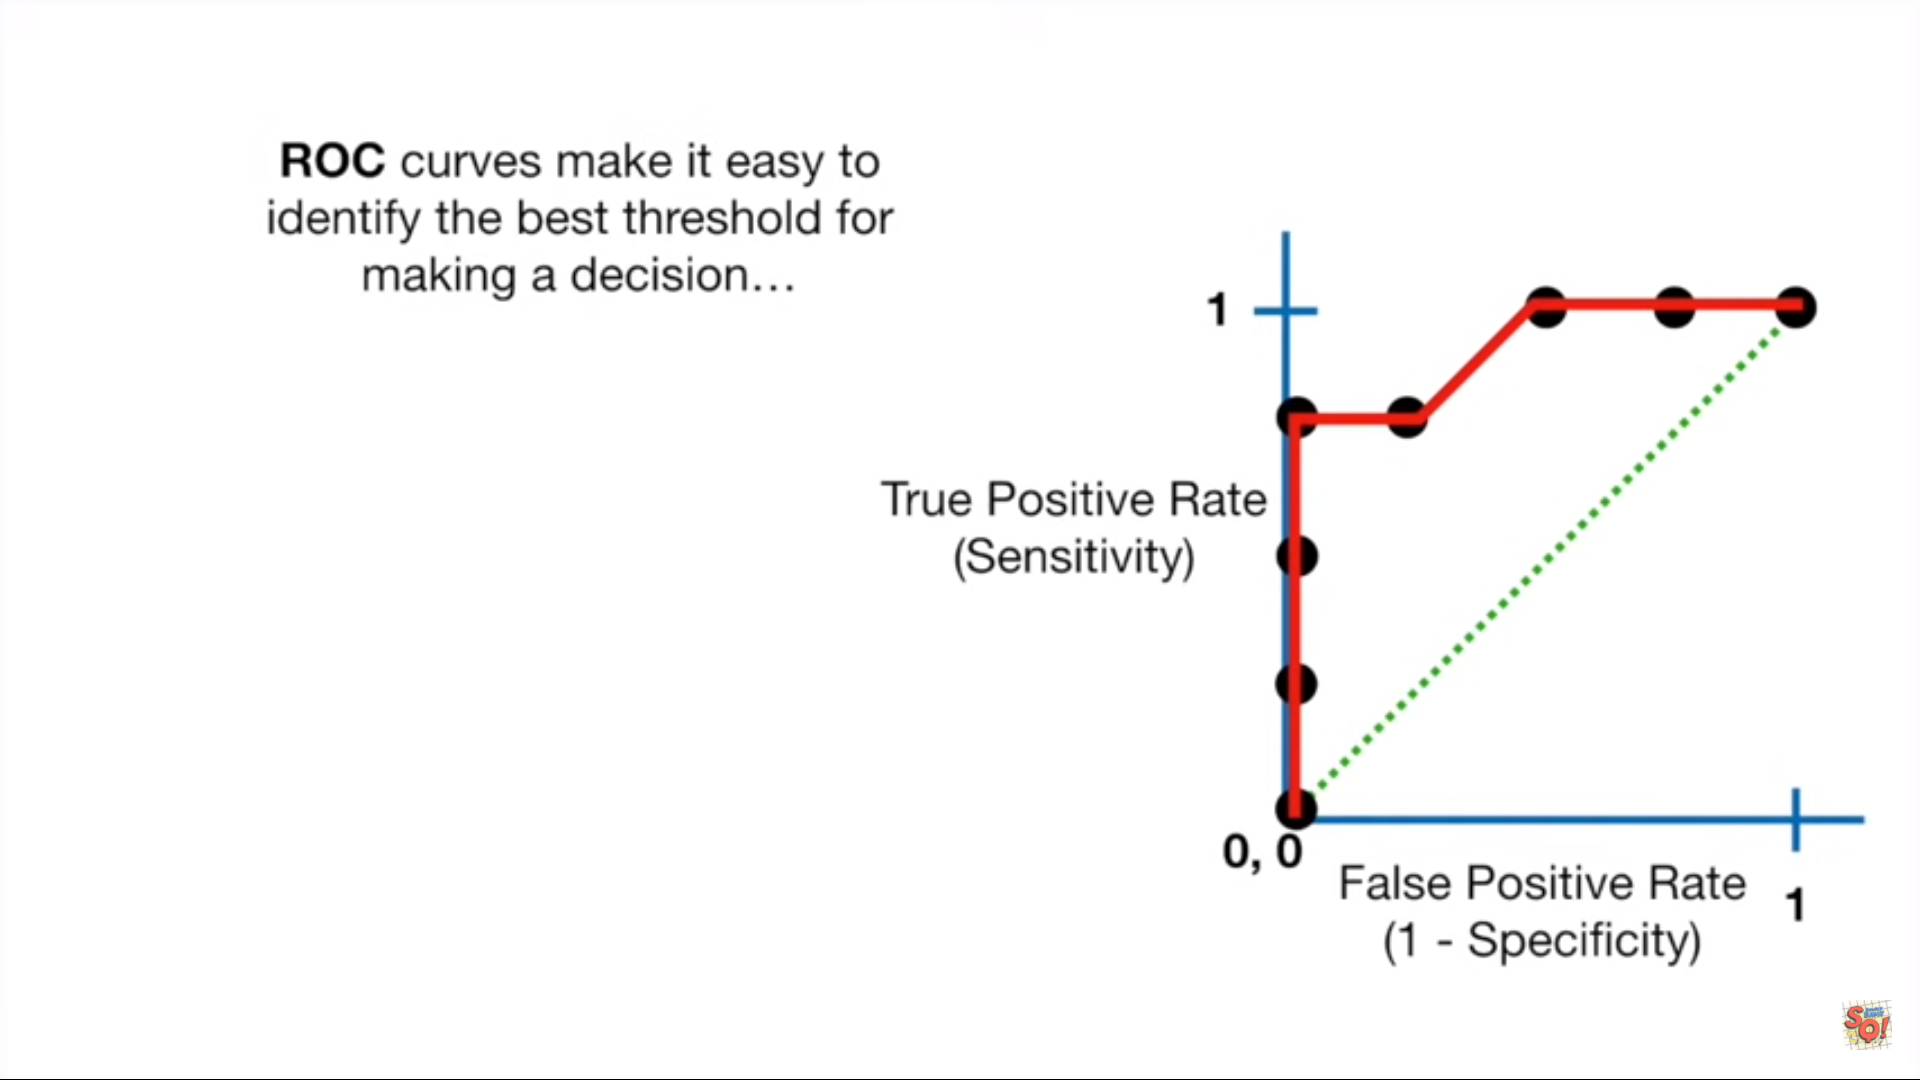 ROC curves make it easy to
identify the best threshold for
making a decision…
1
True Positive Rate
(Sensitivity)
0, 0
False Positive Rate
(1 - Specificity)
1
SQ!